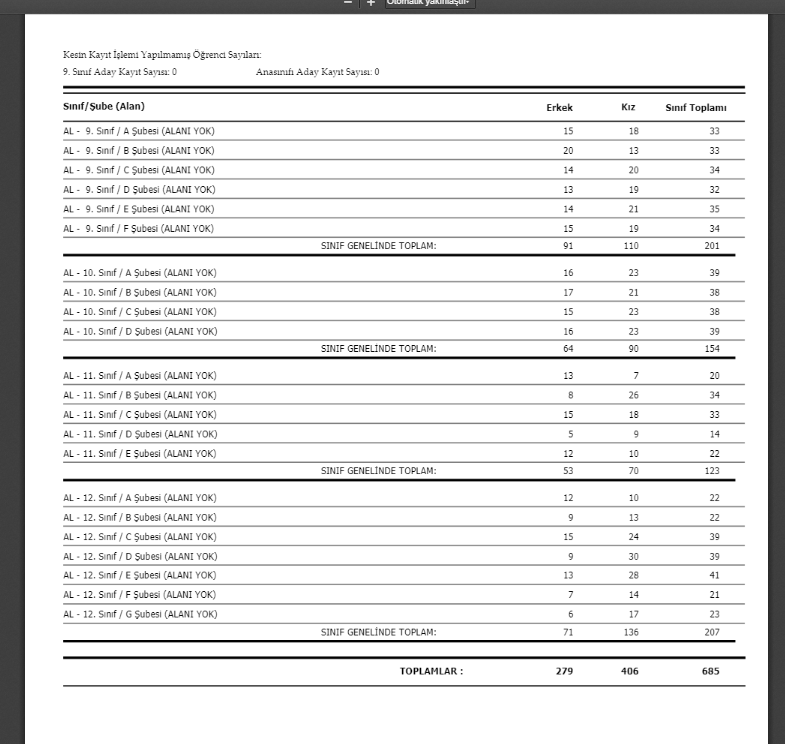 Otomatik yakınlaştır
Kesin Kayıt İşlemi Yapılmamış Öğrenci Sayıları:
9. Sınıf Aday Kayıt Sayısı: 0 Anasınıfı Aday Kayıt Sayısı: 0
Sınıf/Şube (Alan) Erkek Kız Sınıf Toplamı
AL - 9. Sınıf / A Şubesi (ALANI YOK) 15 18 33
AL - 9. Sınıf / B Şubesi (ALANI YOK) 20 13 33
AL - 9. Sınıf / C Şubesi (ALANI YOK) 14 20 34
AL - 9. Sınıf / D Şubesi (ALANI YOK) 13 19 32
AL - 9. Sınıf / E Şubesi (ALANI YOK) 14 21 35
AL - 9. Sınıf / F Şubesi (ALANI YOK) 15 19 34
SINIF GENELİNDE TOPLAM: 91 110 201
AL - 10. Sınıf / A Şubesi (ALANI YOK) 16 23 39
AL - 10. Sınıf / B Şubesi (ALANI YOK) 17 21 38
AL - 10. Sınıf / C Şubesi (ALANI YOK) 15 23 38
AL - 10. Sınıf / D Şubesi (ALANI YOK) 16 23 39
SINIF GENELİNDE TOPLAM: 64 90 154
AL - 11. Sınıf / A Şubesi (ALANI YOK) 13 7 20
AL - 11. Sınıf / B Şubesi (ALANI YOK) 8 26 34
AL - 11. Sınıf / C Şubesi (ALANI YOK) 15 18 33
AL - 11. Sınıf / D Şubesi (ALANI YOK) 5 9 14
AL - 11. Sınıf / E Şubesi (ALANI YOK) 12 10 22
SINIF GENELİNDE TOPLAM: 53 70 123
AL - 12. Sınıf / A Şubesi (ALANI YOK) 12 10 22
AL - 12. Sınıf / B Şubesi (ALANI YOK) 9 13 22
AL - 12. Sınıf / C Şubesi (ALANI YOK) 15 24 39
AL - 12. Sınıf / D Şubesi (ALANI YOK) 9 30 39
AL - 12. Sınıf / E Şubesi (ALANI YOK) 13 28 41
AL - 12. Sınıf / F Şubesi (ALANI YOK) 7 14 21
AL - 12. Sınıf / G Şubesi (ALANI YOK) 6 17 23
SINIF GENELİNDE TOPLAM: 71 136 207
TOPLAMLAR : 279 406 685